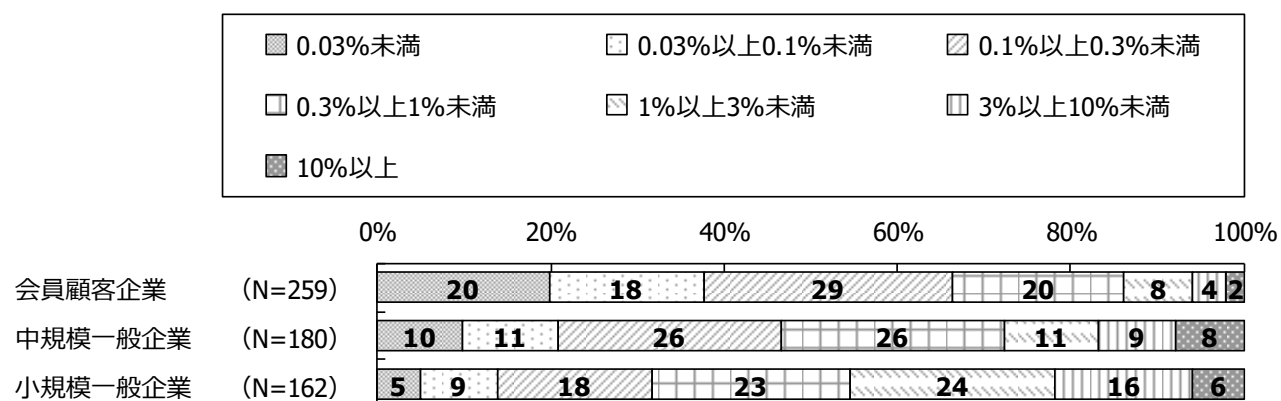 0.03%未満 0.03%以上0.1%未満 0.1%以上0.3%未満
0.3%以上1%未満 1%以上3%未満 3%以上10%未満
10%以上
0% 20% 40% 60% 80% 100%
会員顧客企業 (N=259) 20 18 29 20 8 4 2
中規模一般企業 (N=180) 10 11 26 26 11 9 8
小規模一般企業 (N=162) 5 9 18 23 24 16 6